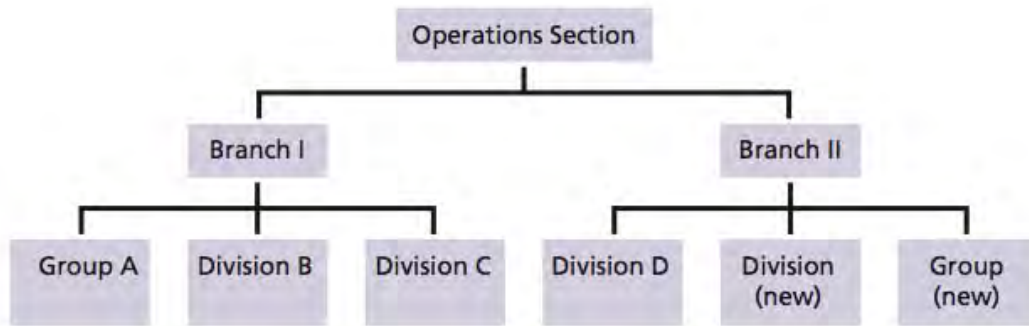 Operations Section
Branch I
Branch II
Group A
Division B
Division C
Division D
Division
(new)
Group
(new)